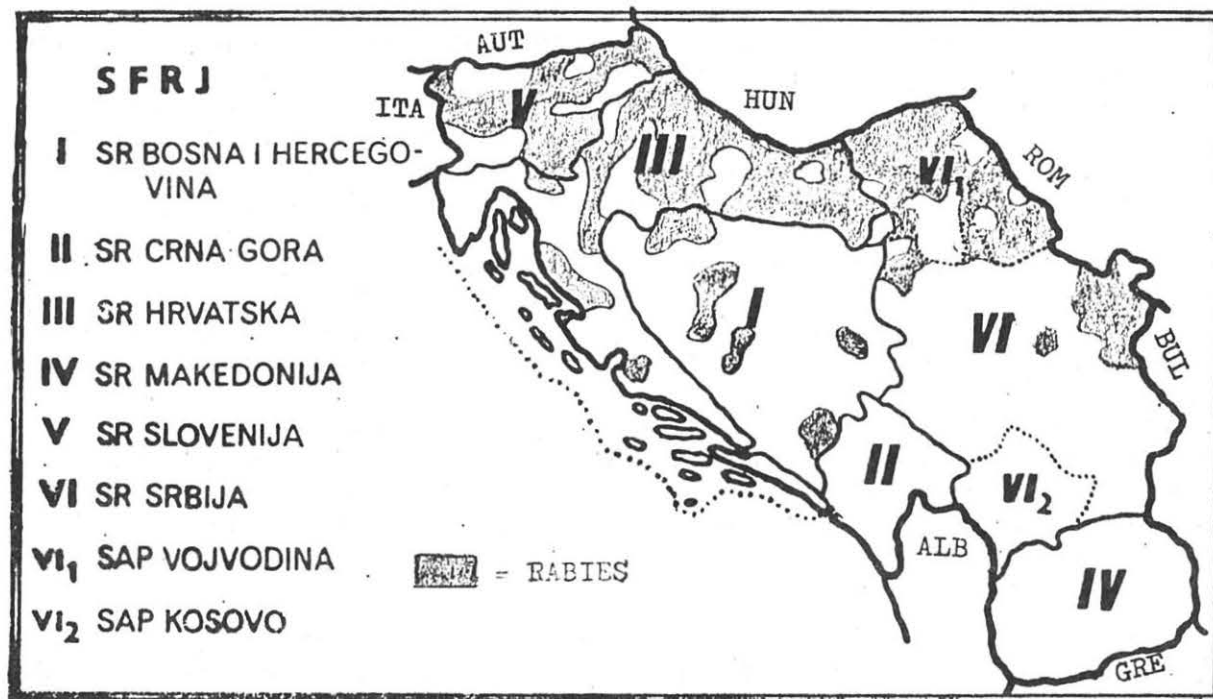 SFRJ
I SR BOSNA I HERCEGO-
VINA
II SR CRNA GORA
III SR HRVATSKA
IV SR MAKEDONIJA
V SR SLOVENIJA
VI SR SRBIJA
VI₁ SAP VOJVODINA
VI₂ SAP KOSOVO
= RABIES
AUT
ITA
HUN
ROM
BUL
ALB
GRE
V
III
VI₁
I
VI
II
VI₂
IV